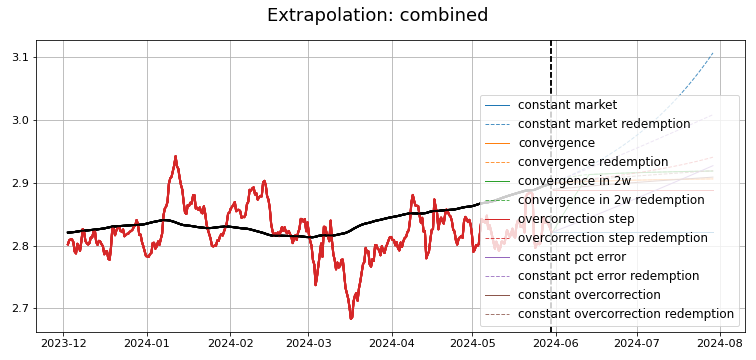 Extrapolation: combined
3.1
3.0
2.9
2.8
2.7
constant market
constant market redemption
convergence
convergence redemption
convergence in 2w
convergence in 2w redemption
overcorrection step
overcorrection step redemption
constant pct error
constant pct error redemption
constant overcorrection
constant overcorrection redemption
2023-12 2024-01 2024-02 2024-03 2024-04 2024-05 2024-06 2024-07 2024-08